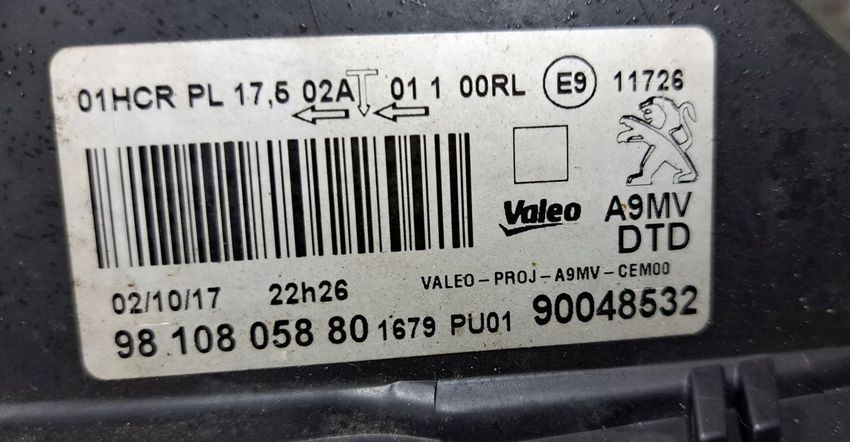 01HCR PL 17,5 02A 01 1 00RL E9 11726
Valeo A9MV
DTD
VALEO-PROJ-A9MV-CEM00
02/10/17 22h26
98 108 058 80 1679 PU01 90048532